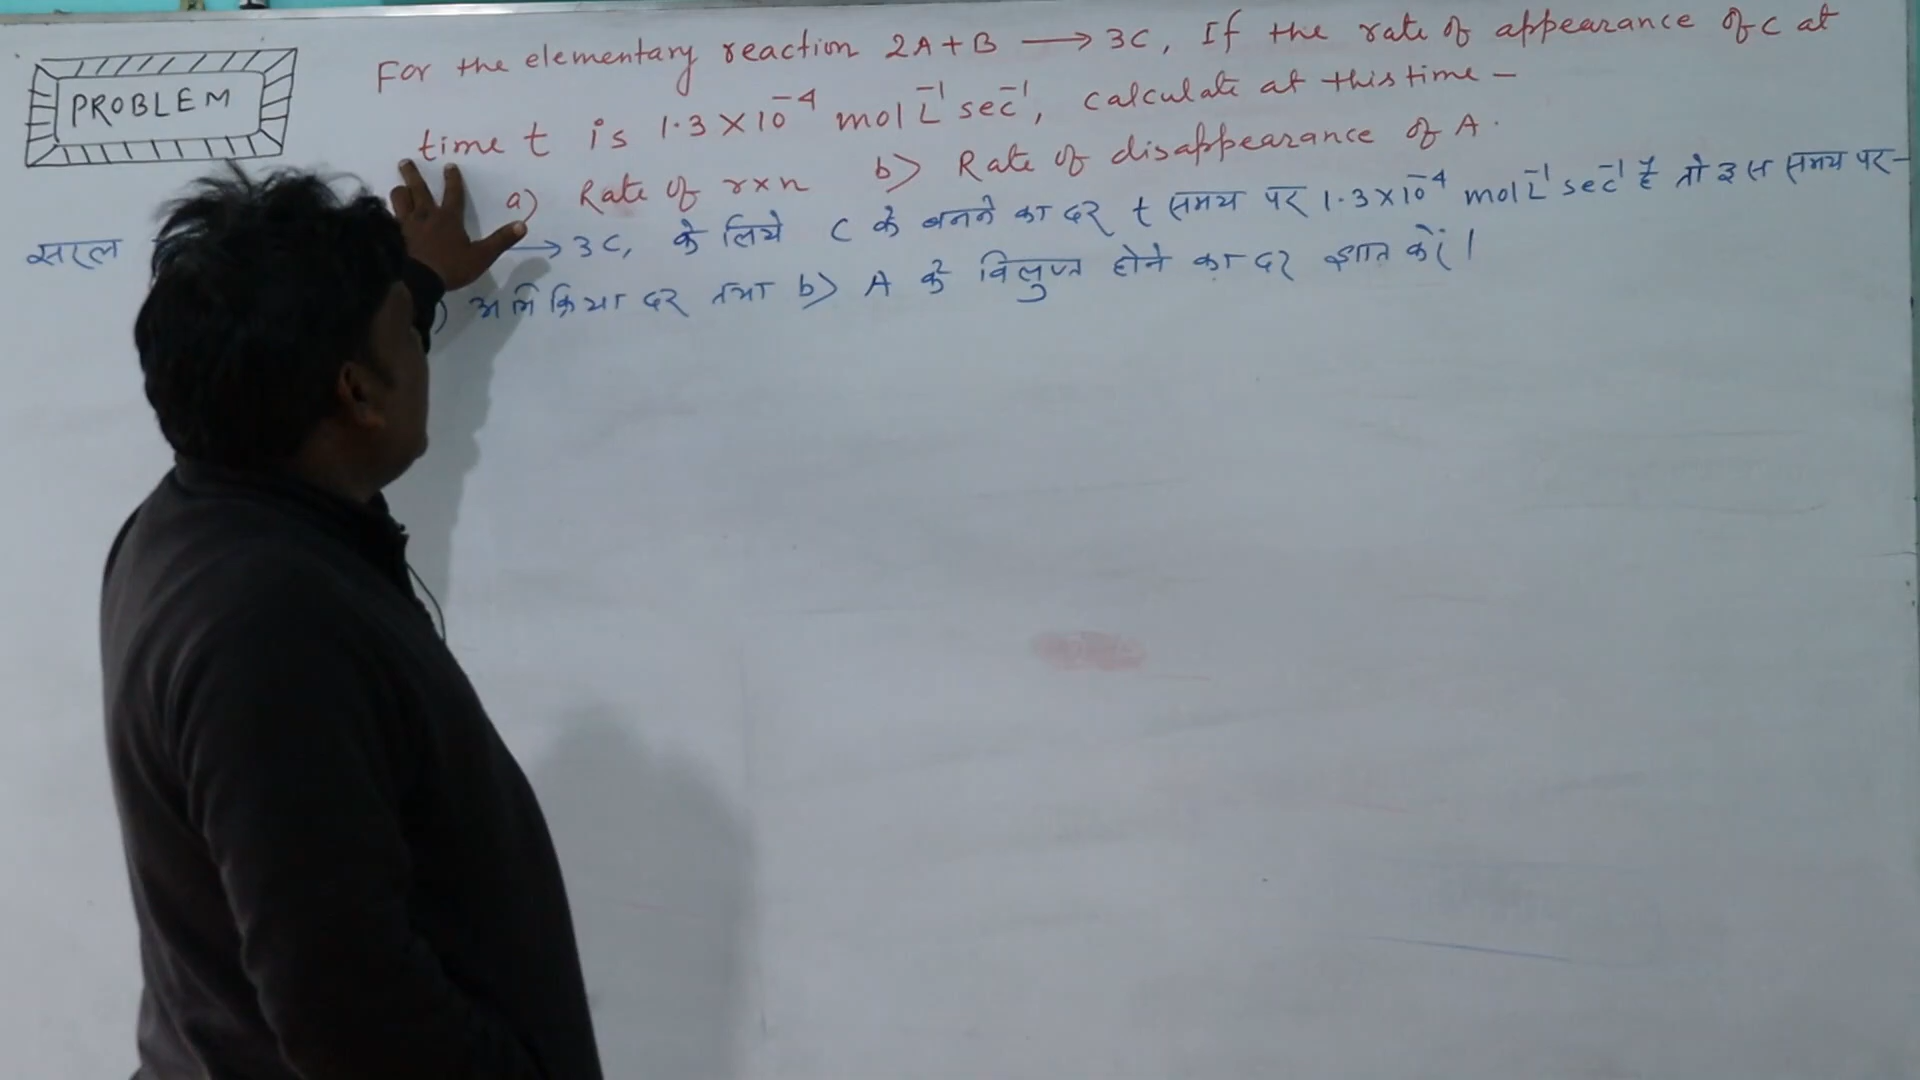 PROBLEM
For the elementary reaction 2A + B ⟶ 3C, If the rate of appearance of C at
time t is 1.3 × 10⁻⁴ mol L⁻¹ sec⁻¹, calculate at this time –
a) Rate of rxn b) Rate of disappearance of A.
सरल ⟶ 3C, के लिये C के बनने का दर t समय पर 1.3 × 10⁻⁴ mol L⁻¹ sec⁻¹ है तो इस समय पर –
) अभिक्रिया दर तथा b) A के विलुप्त होने का दर ज्ञात करें।